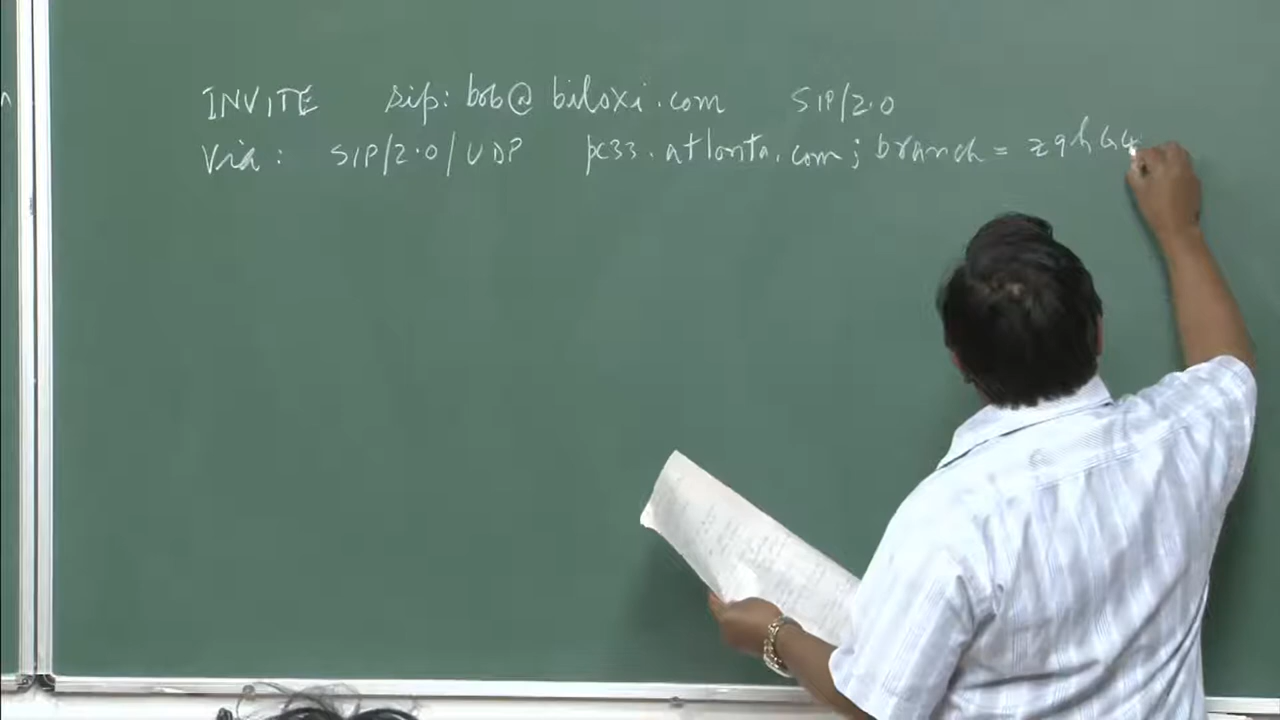 INVITE sip: bob@biloxi.com SIP/2.0
Via: SIP/2.0/UDP pc33.atlanta.com; branch = z9hG4